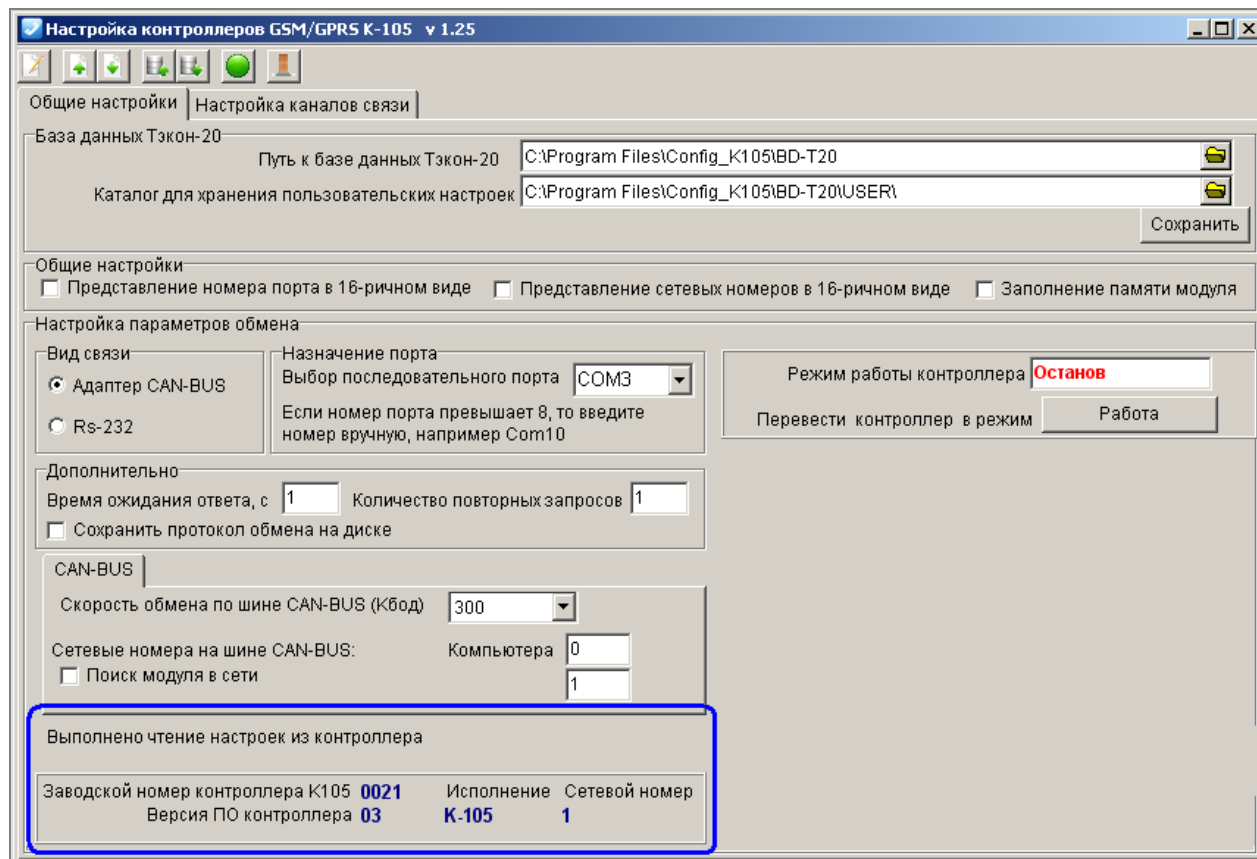 Настройка контроллеров GSM/GPRS K-105 v 1.25
Общие настройки Настройка каналов связи
База данных Тэкон-20
Путь к базе данных Тэкон-20 C:\Program Files\Config_K105\BD-T20
Каталог для хранения пользовательских настроек C:\Program Files\Config_K105\BD-T20\USER\
Сохранить
Общие настройки
Представление номера порта в 16-ричном виде Представление сетевых номеров в 16-ричном виде Заполнение памяти модуля
Настройка параметров обмена
Вид связи
Адаптер CAN-BUS
Rs-232
Назначение порта
Выбор последовательного порта COM3
Если номер порта превышает 8, то введите
номер вручную, например Com10
Режим работы контроллера Останов
Перевести контроллер в режим Работа
Дополнительно
Время ожидания ответа, с 1 Количество повторных запросов 1
Сохранить протокол обмена на диске
CAN-BUS
Скорость обмена по шине CAN-BUS (Кбод) 300
Сетевые номера на шине CAN-BUS: Компьютера 0
Поиск модуля в сети 1
Выполнено чтение настроек из контроллера
Заводской номер контроллера К105 0021 Исполнение Сетевой номер
Версия ПО контроллера 03 К-105 1